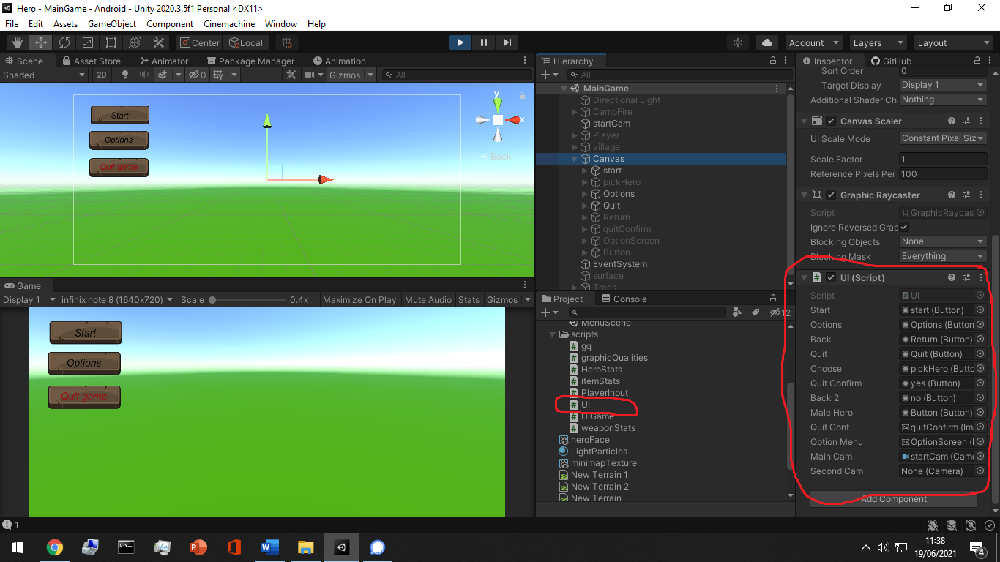 Hero - MainGame - Android - Unity 2020.3.5f1 Personal <DX11>
File Edit Assets GameObject Component Cinemachine Window Help
Center Local Account Layers Layout
Scene Asset Store Animator Package Manager Animation
Shaded 2D 0 Gizmos All
Start
Options
Quit game
y
x
Back
Game
Display 1 infinix note 8 (1640x720) Scale 0.4x Maximize On Play Mute Audio Stats Gizmos
Start
Options
Quit game
Hierarchy
All
MainGame
Directional Light
CampFire
startCam
Player
village
Canvas
start
pickHero
Options
Quit
Return
quitConfirm
OptionScreen
Button
EventSystem
surface
Trees
Project Console
12
MenuScene
scripts
gq
graphicQualities
HeroStats
itemStats
PlayerInput
UI
UIGame
weaponStats
heroFace
LightParticles
minimapTexture
New Terrain 1
New Terrain 2
New Terrain
Inspector GitHub
Sort Order 0
Target Display Display 1
Additional Shader Ch Nothing
Canvas Scaler
UI Scale Mode Constant Pixel Siz
Scale Factor 1
Reference Pixels Per 100
Graphic Raycaster
Script GraphicRaycas
Ignore Reversed Grap
Blocking Objects None
Blocking Mask Everything
UI (Script)
Script UI
Start start (Button)
Options Options (Button
Back Return (Button)
Quit Quit (Button)
Choose pickHero (Buttc
Quit Confirm yes (Button)
Back 2 no (Button)
Male Hero Button (Button)
Quit Conf quitConfirm (Im
Option Menu OptionScreen (I
Main Cam startCam (Came
Second Cam None (Camera)
Add Component
1
11:38
19/06/2021
4